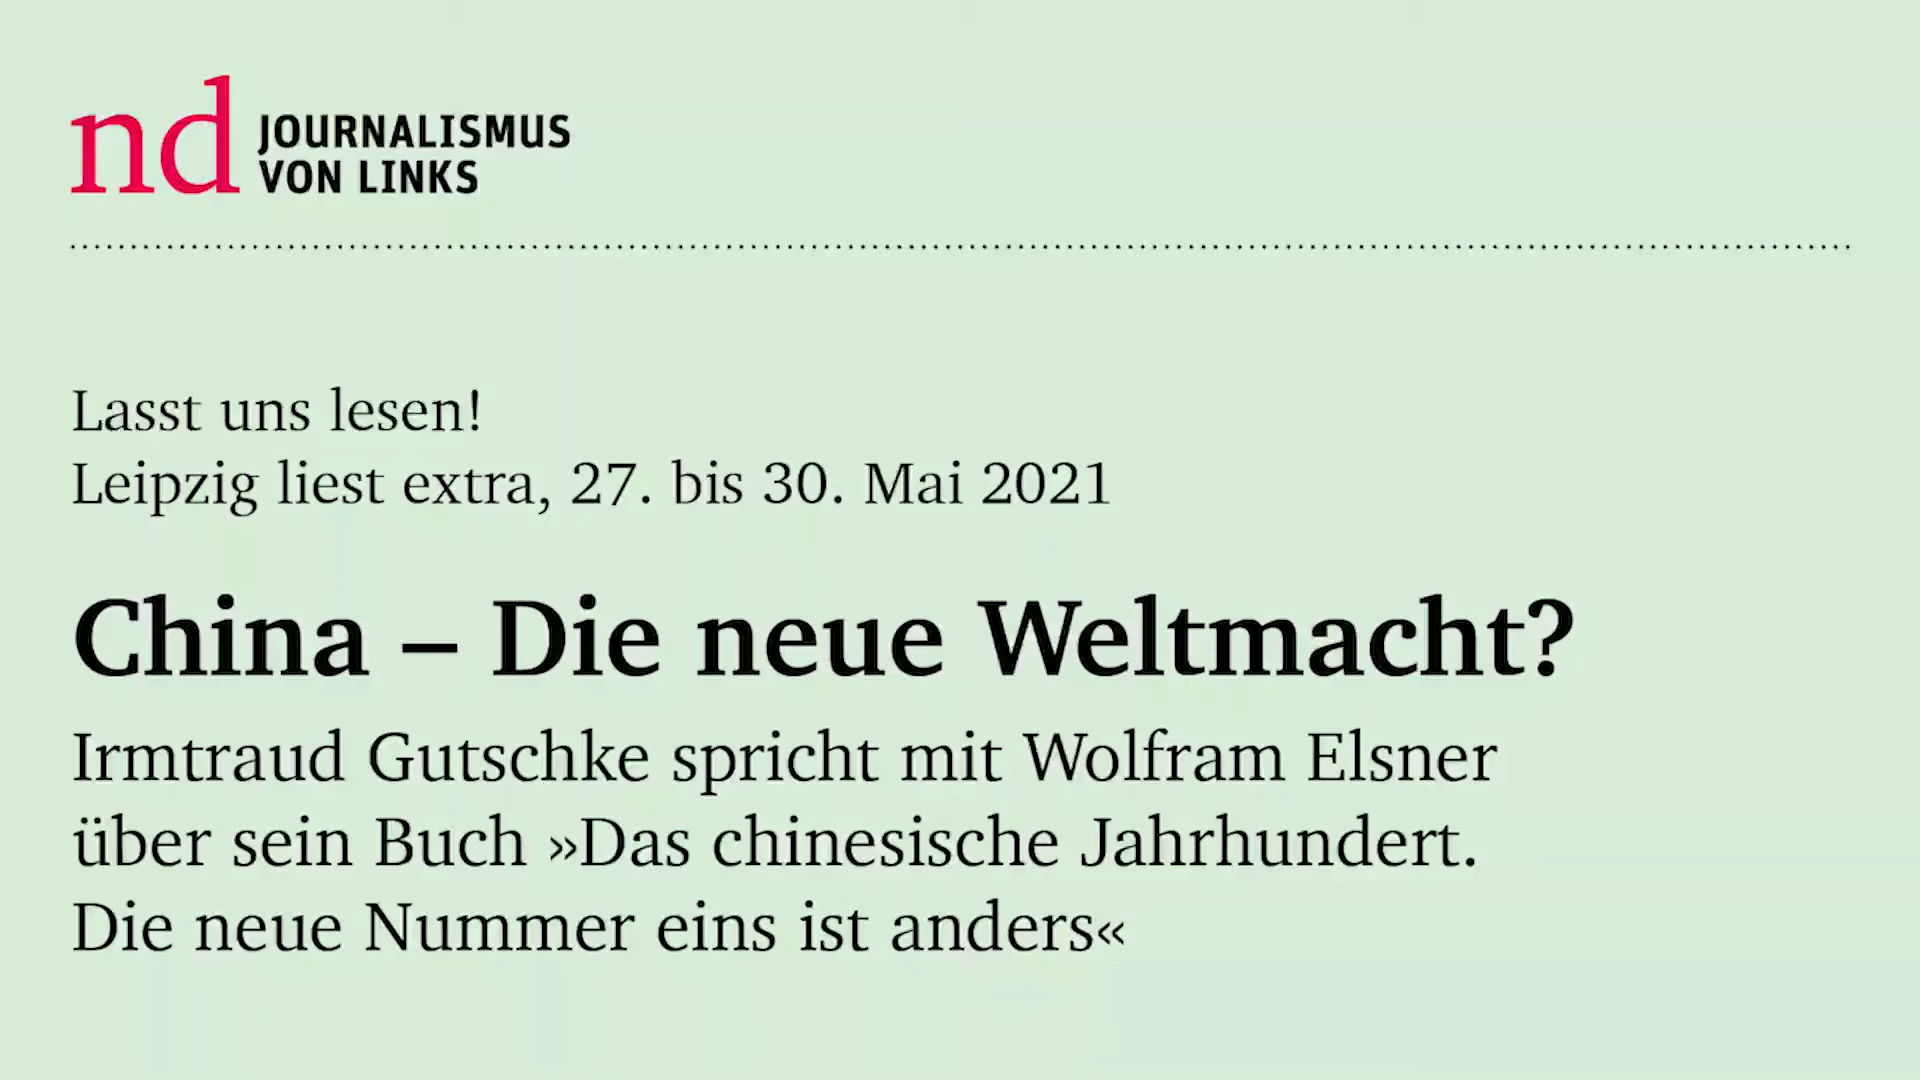 nd JOURNALISMUS
VON LINKS
Lasst uns lesen!
Leipzig liest extra, 27. bis 30. Mai 2021
China – Die neue Weltmacht?
Irmtraud Gutschke spricht mit Wolfram Elsner
über sein Buch »Das chinesische Jahrhundert.
Die neue Nummer eins ist anders«